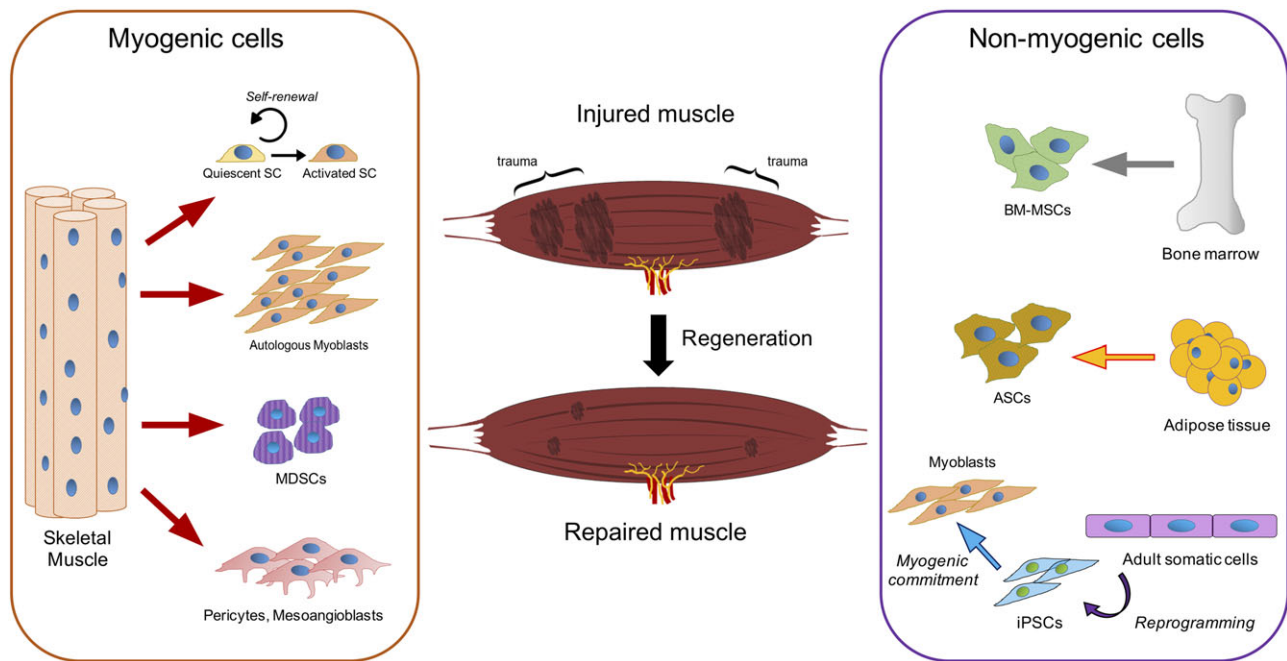 Myogenic cells
Self-renewal
Quiescent SC
Activated SC
Autologous Myoblasts
MDSCs
Pericytes, Mesoangioblasts
Skeletal
Muscle
Injured muscle
trauma
trauma
Regeneration
Repaired muscle
Non-myogenic cells
BM-MSCs
Bone marrow
ASCs
Adipose tissue
Myoblasts
Myogenic
commitment
iPSCs
Adult somatic cells
Reprogramming